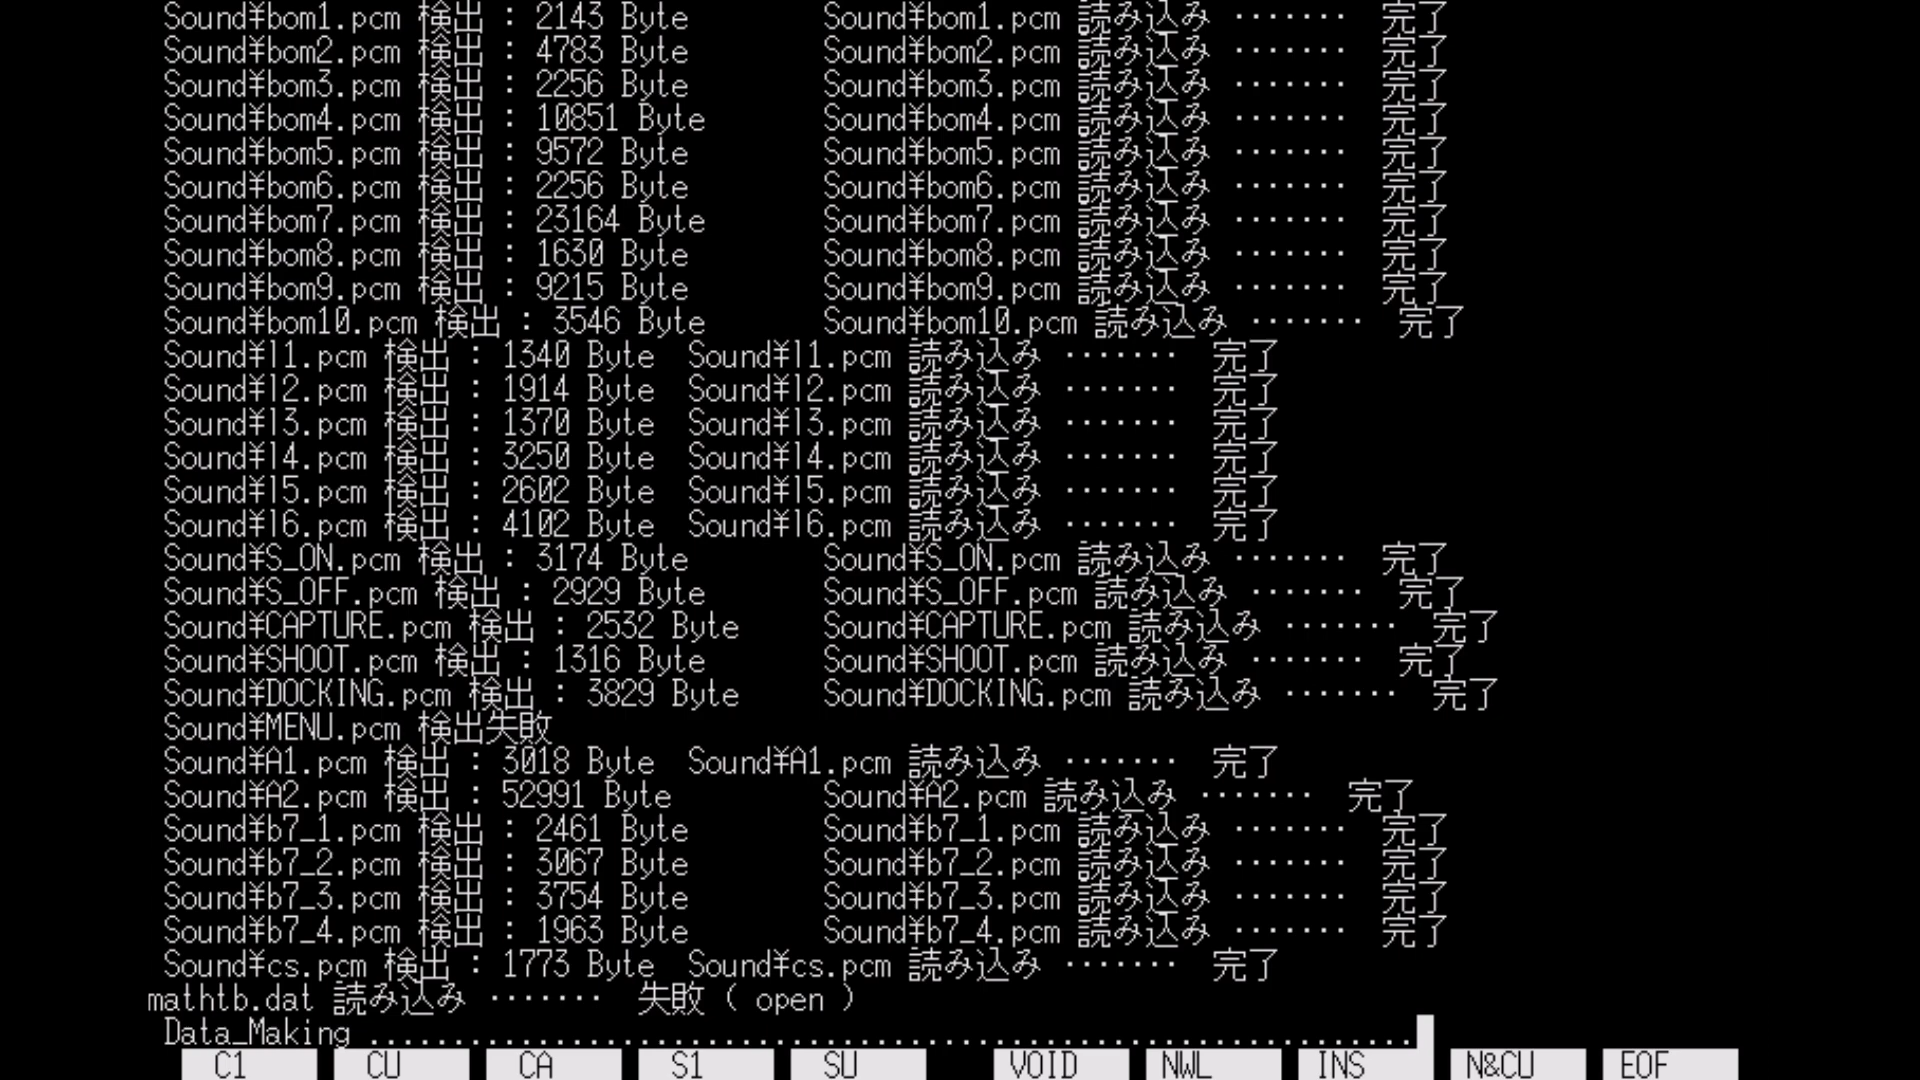 Sound¥bom1.pcm 検出 : 2143 Byte Sound¥bom1.pcm 読み込み ······· 完了
Sound¥bom2.pcm 検出 : 4783 Byte Sound¥bom2.pcm 読み込み ······· 完了
Sound¥bom3.pcm 検出 : 2256 Byte Sound¥bom3.pcm 読み込み ······· 完了
Sound¥bom4.pcm 検出 : 10851 Byte Sound¥bom4.pcm 読み込み ······· 完了
Sound¥bom5.pcm 検出 : 9572 Byte Sound¥bom5.pcm 読み込み ······· 完了
Sound¥bom6.pcm 検出 : 2256 Byte Sound¥bom6.pcm 読み込み ······· 完了
Sound¥bom7.pcm 検出 : 23164 Byte Sound¥bom7.pcm 読み込み ······· 完了
Sound¥bom8.pcm 検出 : 1630 Byte Sound¥bom8.pcm 読み込み ······· 完了
Sound¥bom9.pcm 検出 : 9215 Byte Sound¥bom9.pcm 読み込み ······· 完了
Sound¥bom10.pcm 検出 : 3546 Byte Sound¥bom10.pcm 読み込み ······· 完了
Sound¥l1.pcm 検出 : 1340 Byte Sound¥l1.pcm 読み込み ······· 完了
Sound¥l2.pcm 検出 : 1914 Byte Sound¥l2.pcm 読み込み ······· 完了
Sound¥l3.pcm 検出 : 1370 Byte Sound¥l3.pcm 読み込み ······· 完了
Sound¥l4.pcm 検出 : 3250 Byte Sound¥l4.pcm 読み込み ······· 完了
Sound¥l5.pcm 検出 : 2602 Byte Sound¥l5.pcm 読み込み ······· 完了
Sound¥l6.pcm 検出 : 4102 Byte Sound¥l6.pcm 読み込み ······· 完了
Sound¥S_ON.pcm 検出 : 3174 Byte Sound¥S_ON.pcm 読み込み ······· 完了
Sound¥S_OFF.pcm 検出 : 2929 Byte Sound¥S_OFF.pcm 読み込み ······· 完了
Sound¥CAPTURE.pcm 検出 : 2532 Byte Sound¥CAPTURE.pcm 読み込み ······· 完了
Sound¥SHOOT.pcm 検出 : 1316 Byte Sound¥SHOOT.pcm 読み込み ······· 完了
Sound¥DOCKING.pcm 検出 : 3829 Byte Sound¥DOCKING.pcm 読み込み ······· 完了
Sound¥MENU.pcm 検出失敗
Sound¥A1.pcm 検出 : 3018 Byte Sound¥A1.pcm 読み込み ······· 完了
Sound¥A2.pcm 検出 : 52991 Byte Sound¥A2.pcm 読み込み ······· 完了
Sound¥b7_1.pcm 検出 : 2461 Byte Sound¥b7_1.pcm 読み込み ······· 完了
Sound¥b7_2.pcm 検出 : 3067 Byte Sound¥b7_2.pcm 読み込み ······· 完了
Sound¥b7_3.pcm 検出 : 3754 Byte Sound¥b7_3.pcm 読み込み ······· 完了
Sound¥b7_4.pcm 検出 : 1963 Byte Sound¥b7_4.pcm 読み込み ······· 完了
Sound¥cs.pcm 検出 : 1773 Byte Sound¥cs.pcm 読み込み ······· 完了
mathtb.dat 読み込み ······· 失敗 ( open )
Data_Making ..............................................................
C1 CU CA S1 SU VOID NWL INS N&CU EOF